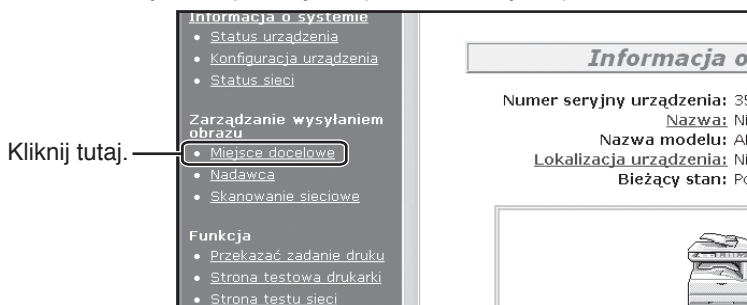 Informacja o systemie
Status urządzenia
Konfiguracja urządzenia
Status sieci
Zarządzanie wysyłaniem
obrazu
Kliknij tutaj.
Miejsce docelowe
Nadawca
Skanowanie sieciowe
Funkcja
Przekazać zadanie druku
Strona testowa drukarki
Strona testu sieci
Informacja o
Numer seryjny urządzenia:
Nazwa: Ni
Nazwa modelu:
Lokalizacja urządzenia: Ni
Bieżący stan: